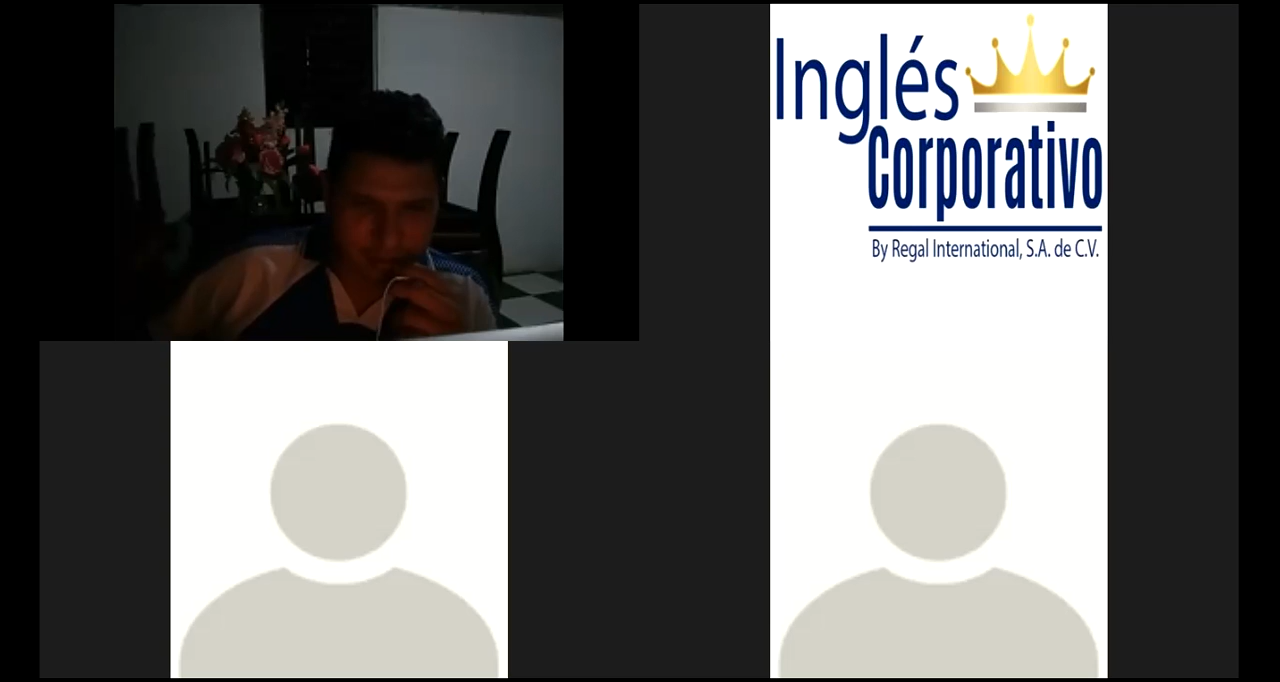 Inglés
Corporativo
By Regal International, S.A. de C.V.